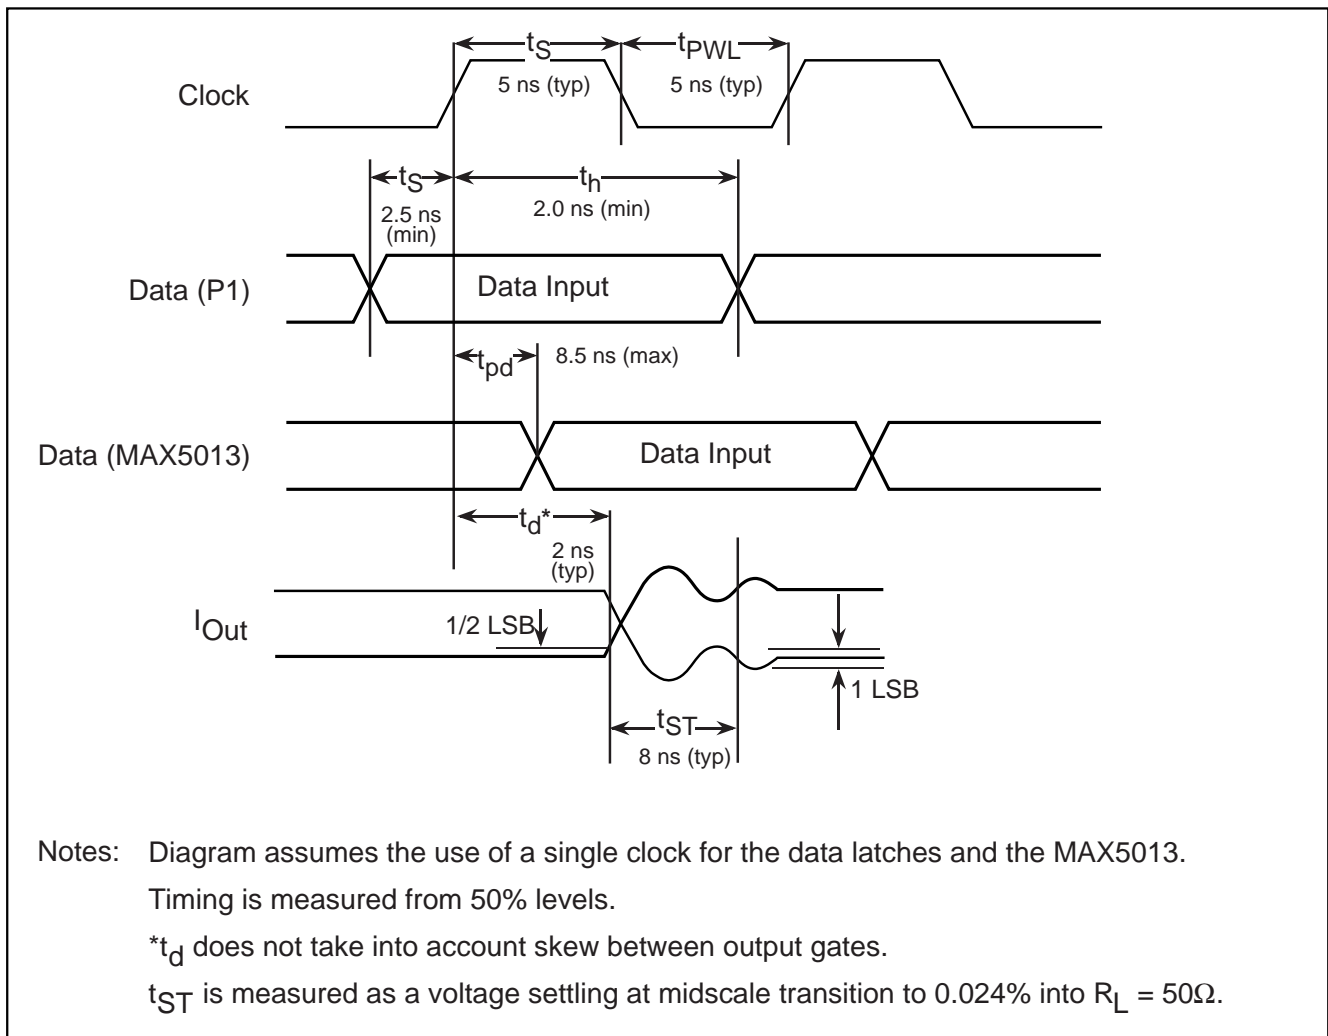 tS
tPWL
5 ns (typ)
5 ns (typ)
Clock
tS
th
2.5 ns
(min)
2.0 ns (min)
Data (P1)
Data Input
tpd
8.5 ns (max)
Data (MAX5013)
Data Input
td*
2 ns
(typ)
IOut
1/2 LSB
1 LSB
tST
8 ns (typ)
Notes: Diagram assumes the use of a single clock for the data latches and the MAX5013.
Timing is measured from 50% levels.
*td does not take into account skew between output gates.
tST is measured as a voltage settling at midscale transition to 0.024% into RL = 50Ω.